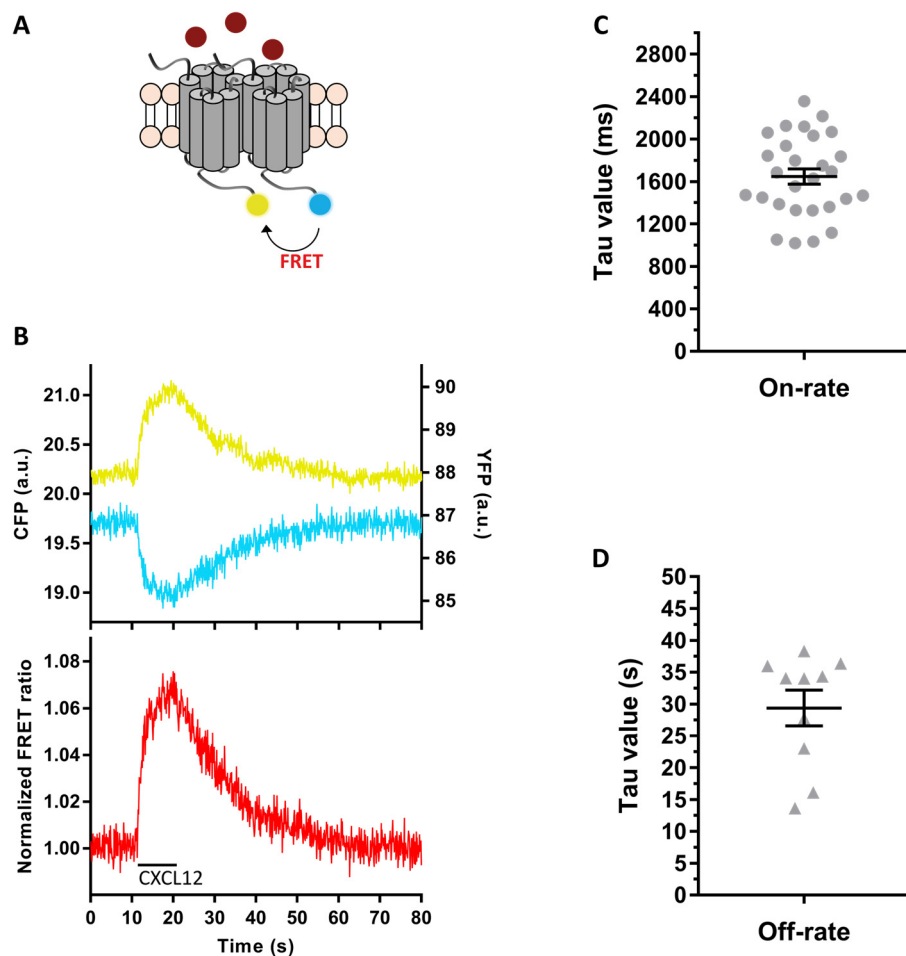 A
FRET
B
CFP (a.u.)
21.0
20.5
20.0
19.5
19.0
YFP (a.u.)
90
89
88
87
86
85
Normalized FRET ratio
1.08
1.06
1.04
1.02
1.00
CXCL12
0 10 20 30 40 50 60 70 80
Time (s)
C
Tau value (ms)
2800
2400
2000
1600
1200
800
400
0
On-rate
D
Tau value (s)
50
45
40
35
30
25
20
15
10
5
0
Off-rate